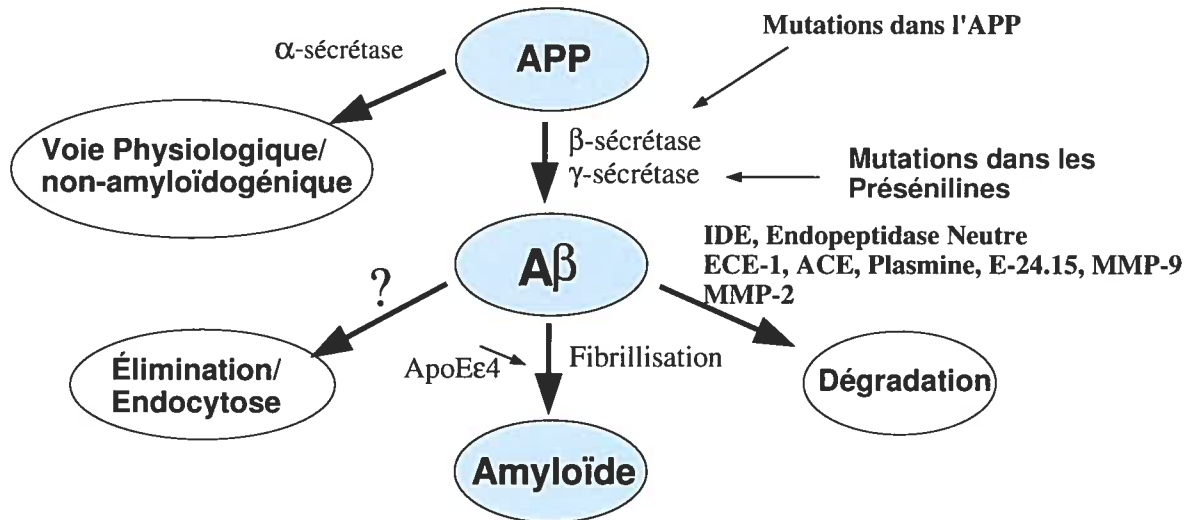 Mutations dans l'APP
α-sécrétase
APP
Voie Physiologique/
non-amyloïdogénique
β-sécrétase
γ-sécrétase
Mutations dans les
Présénilines
IDE, Endopeptidase Neutre
ECE-1, ACE, Plasmine, E-24.15, MMP-9
MMP-2
Aβ
?
Élimination/
Endocytose
ApoEε4
Fibrillisation
Dégradation
Amyloïde